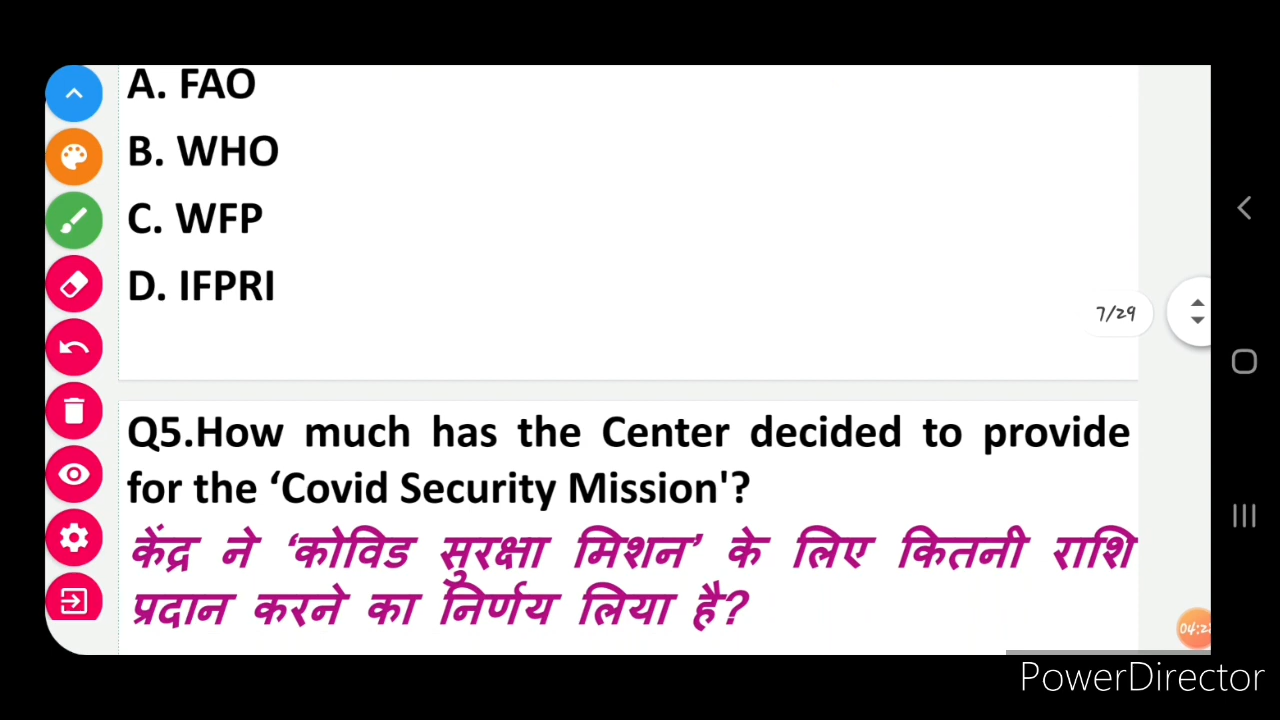 A. FAO
B. WHO
C. WFP
D. IFPRI
7/29
Q5.How much has the Center decided to provide
for the ‘Covid Security Mission'?
केंद्र ने ‘कोविड सुरक्षा मिशन’ के लिए कितनी राशि
प्रदान करने का निर्णय लिया है?
PowerDirector